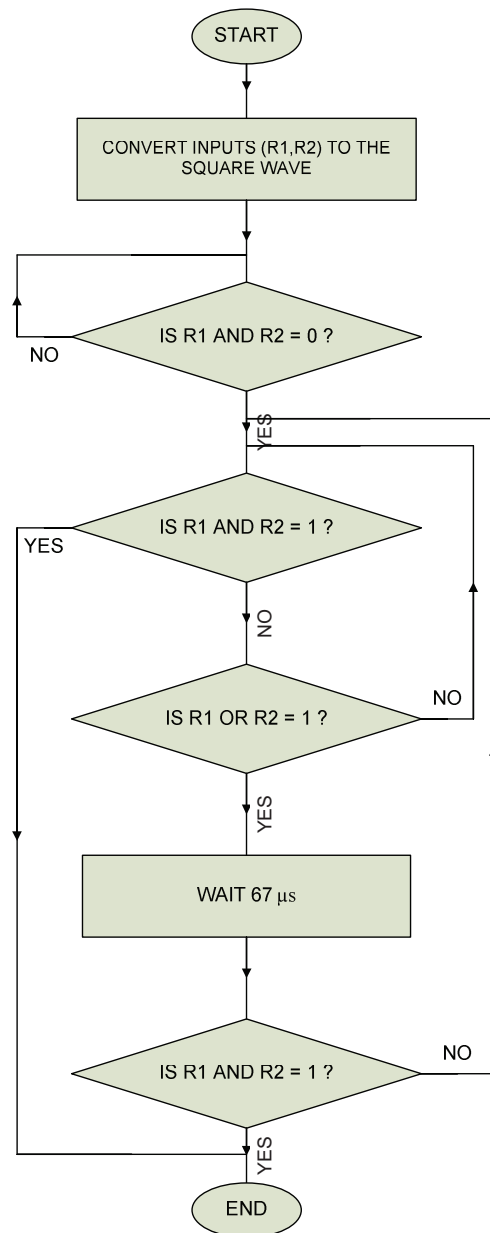 START
CONVERT INPUTS (R1,R2) TO THE
SQUARE WAVE
IS R1 AND R2 = 0 ?
NO
YES
IS R1 AND R2 = 1 ?
YES
NO
IS R1 OR R2 = 1 ?
NO
YES
WAIT 67 µs
IS R1 AND R2 = 1 ?
NO
YES
END